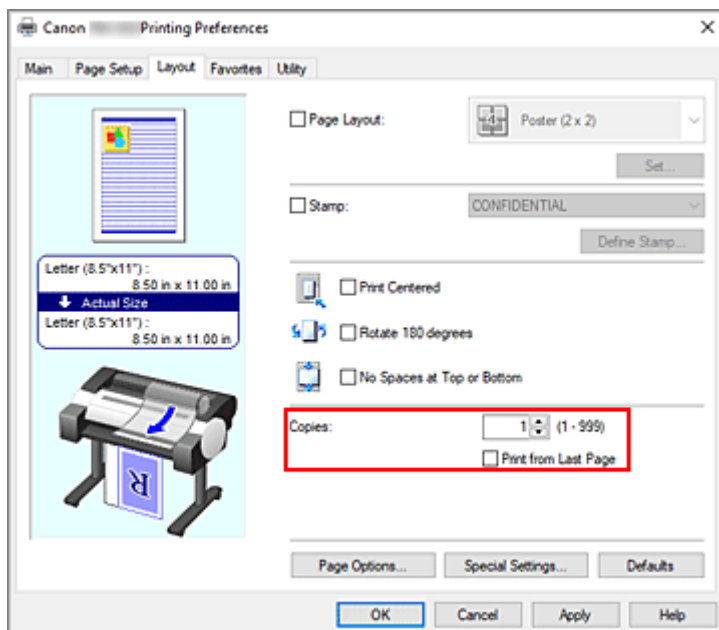 Canon Printing Preferences
Main Page Setup Layout Favorites Utility
Page Layout: Poster (2 x 2)
Set...
Stamp: CONFIDENTIAL
Define Stamp...
Letter (8.5"x11") :
8.50 in x 11.00 in
Actual Size
Letter (8.5"x11") :
8.50 in x 11.00 in
Print Centered
Rotate 180 degrees
No Spaces at Top or Bottom
Copies: 1 (1 - 999)
Print from Last Page
R
Page Options... Special Settings... Defaults
OK Cancel Apply Help